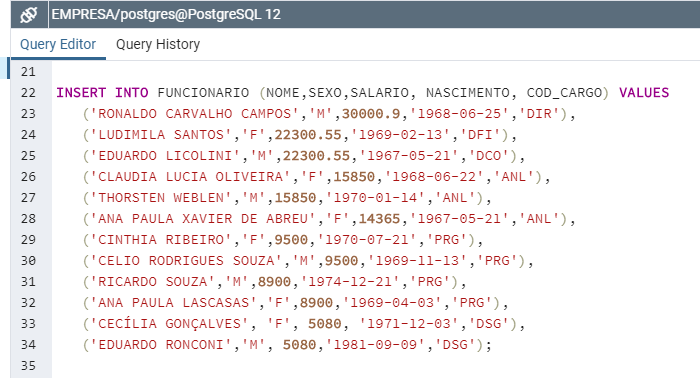 EMPRESA/postgres@PostgreSQL 12
Query Editor Query History
21
22 INSERT INTO FUNCIONARIO (NOME,SEXO,SALARIO, NASCIMENTO, COD_CARGO) VALUES
23 ('RONALDO CARVALHO CAMPOS','M',30000.9,'1968-06-25','DIR'),
24 ('LUDIMILA SANTOS','F',22300.55,'1969-02-13','DFI'),
25 ('EDUARDO LICOLINI','M',22300.55,'1967-05-21','DCO'),
26 ('CLAUDIA LUCIA OLIVEIRA','F',15850,'1968-06-22','ANL'),
27 ('THORSTEN WEBLEN','M',15850,'1970-01-14','ANL'),
28 ('ANA PAULA XAVIER DE ABREU','F',14365,'1967-05-21','ANL'),
29 ('CINTHIA RIBEIRO','F',9500,'1970-07-21','PRG'),
30 ('CELIO RODRIGUES SOUZA','M',9500,'1969-11-13','PRG'),
31 ('RICARDO SOUZA','M',8900,'1974-12-21','PRG'),
32 ('ANA PAULA LASCASAS','F',8900,'1969-04-03','PRG'),
33 ('CECÍLIA GONÇALVES', 'F', 5080, '1971-12-03','DSG'),
34 ('EDUARDO RONCONI','M', 5080,'1981-09-09','DSG');
35